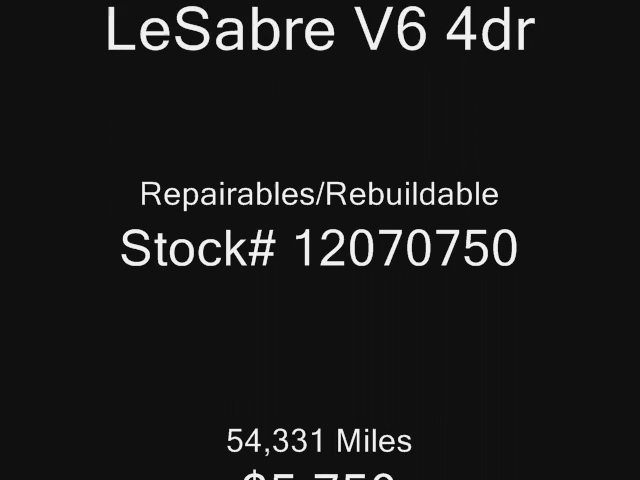 LeSabre V6 4dr
Repairables/Rebuildable
Stock# 12070750
54,331 Miles